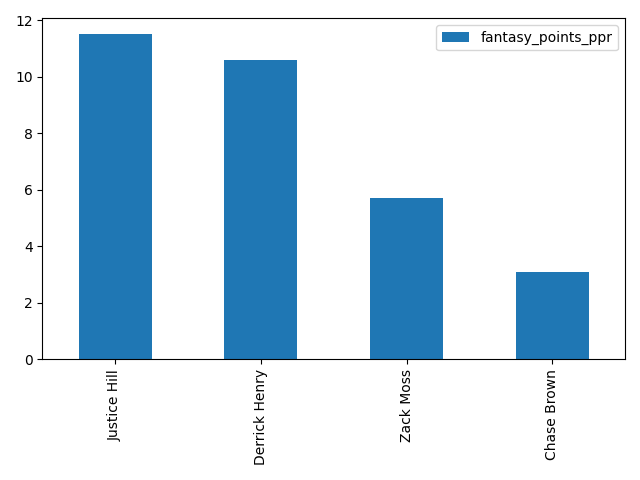 fantasy_points_ppr
12
10
8
6
4
2
0
Justice Hill
Derrick Henry
Zack Moss
Chase Brown